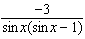 −3
sin x(sin x − 1)